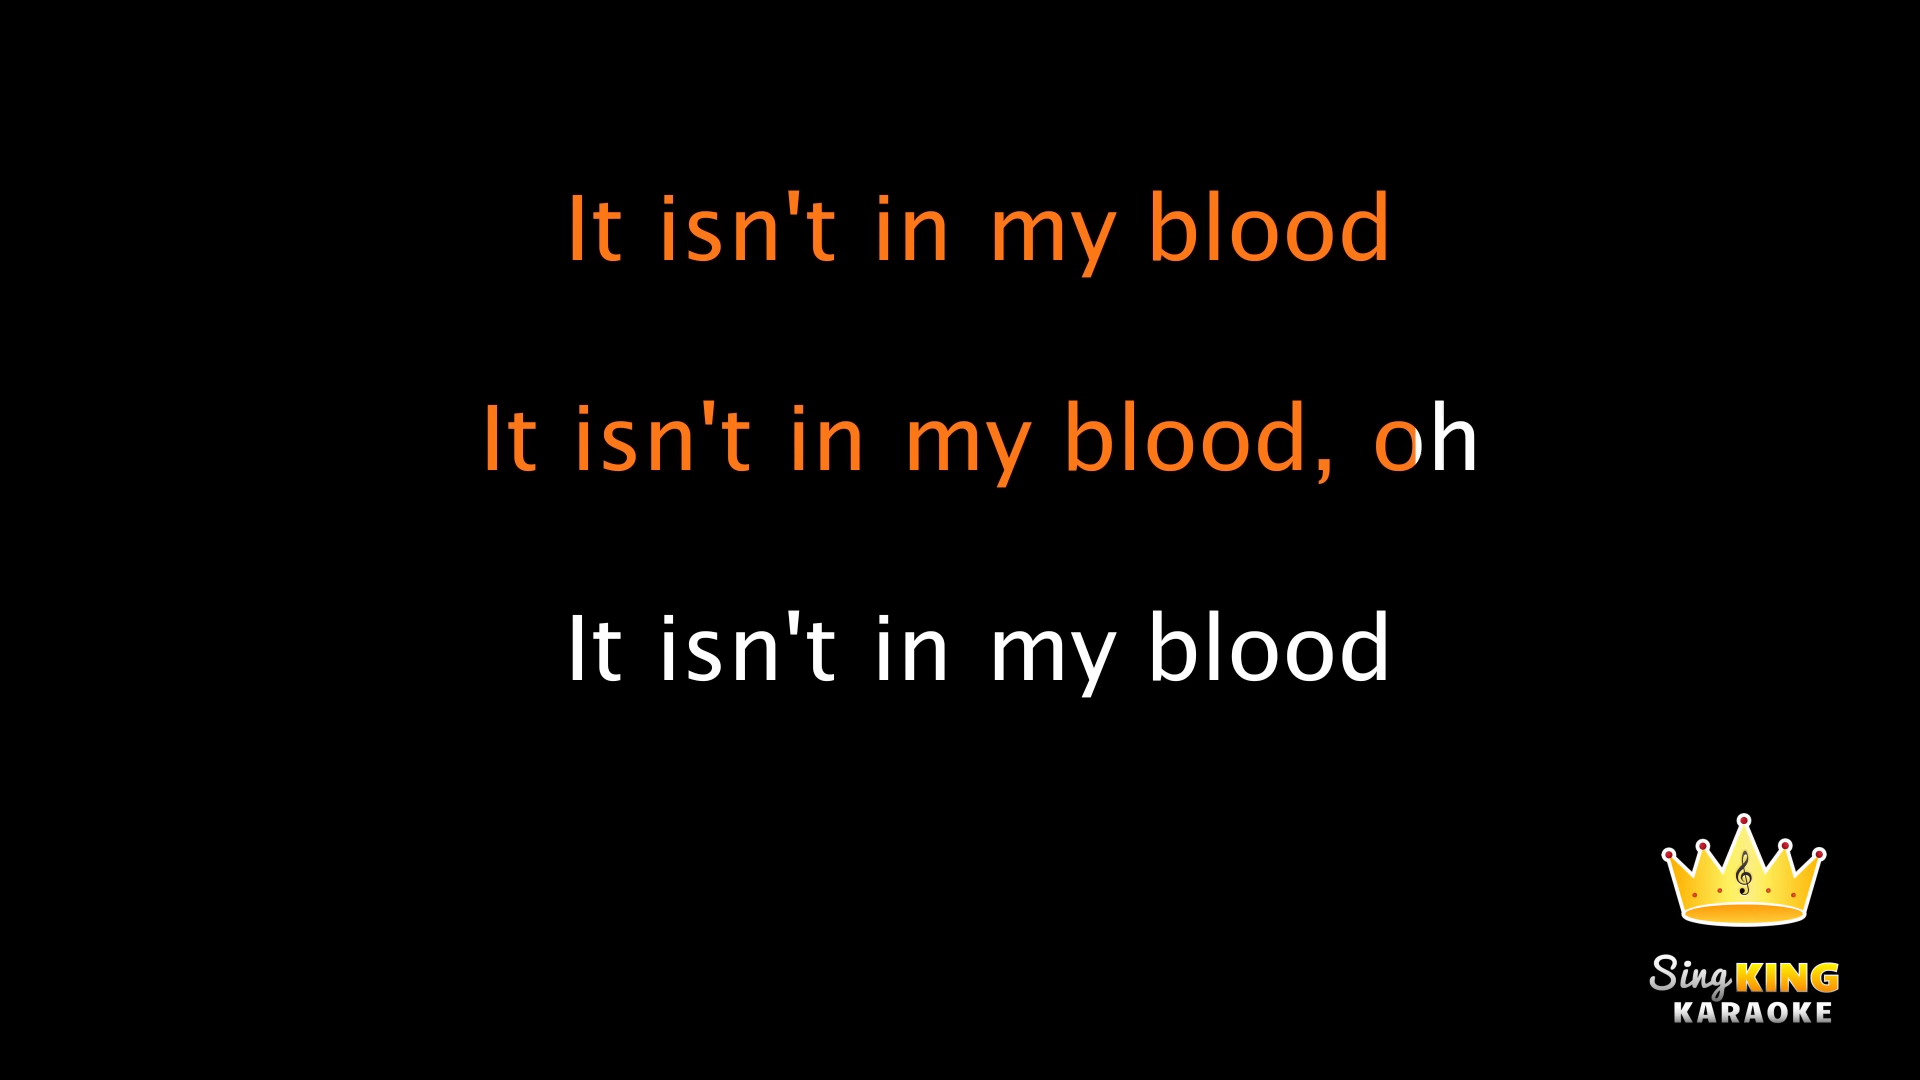 It isn't in my blood
It isn't in my blood, oh
It isn't in my blood
Sing KING
KARAOKE